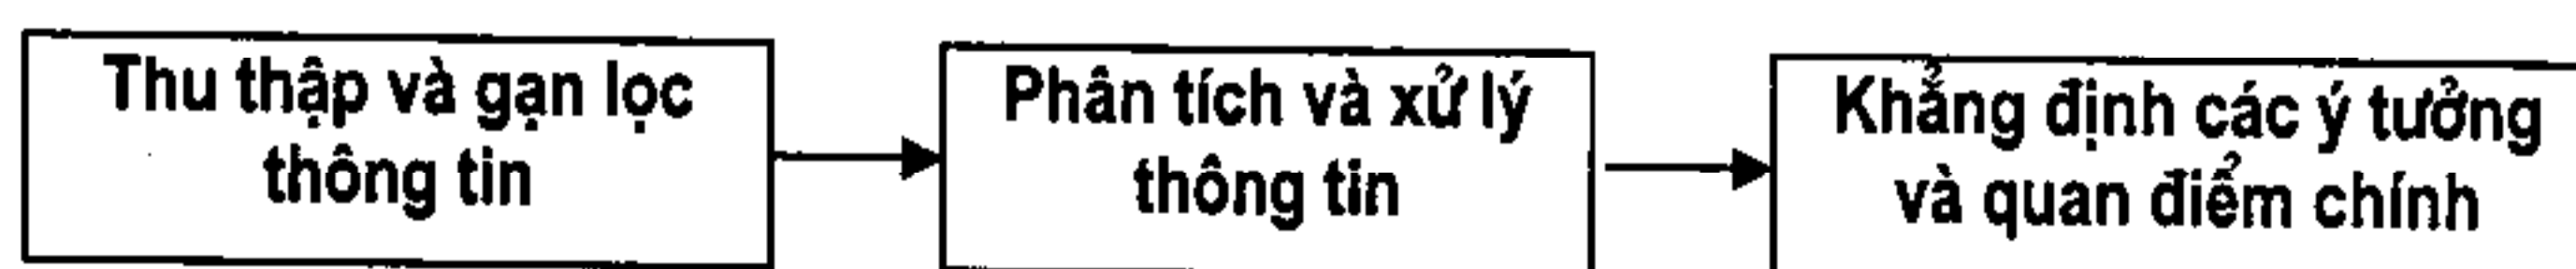 Thu thập và gạn lọc
thông tin
Phân tích và xử lý
thông tin
Khẳng định các ý tưởng
và quan điểm chính